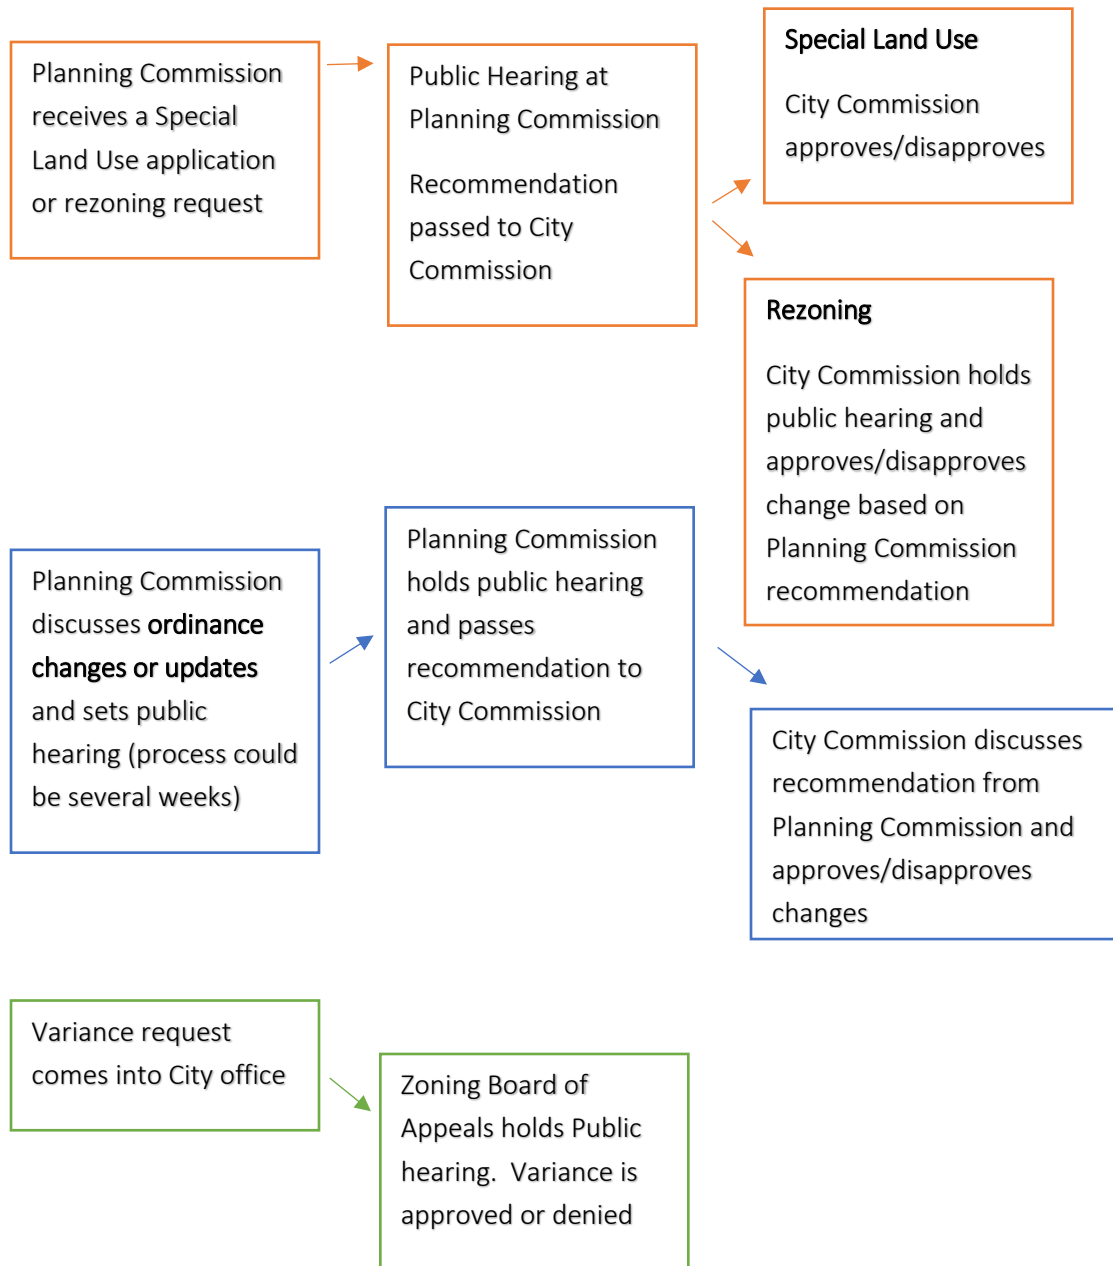 Planning Commission
receives a Special
Land Use application
or rezoning request
Public Hearing at
Planning Commission
Recommendation
passed to City
Commission
Special Land Use
City Commission
approves/disapproves
Rezoning
City Commission holds
public hearing and
approves/disapproves
change based on
Planning Commission
recommendation
Planning Commission
discusses ordinance
changes or updates
and sets public
hearing (process could
be several weeks)
Planning Commission
holds public hearing
and passes
recommendation to
City Commission
City Commission discusses
recommendation from
Planning Commission and
approves/disapproves
changes
Variance request
comes into City office
Zoning Board of
Appeals holds Public
hearing.  Variance is
approved or denied